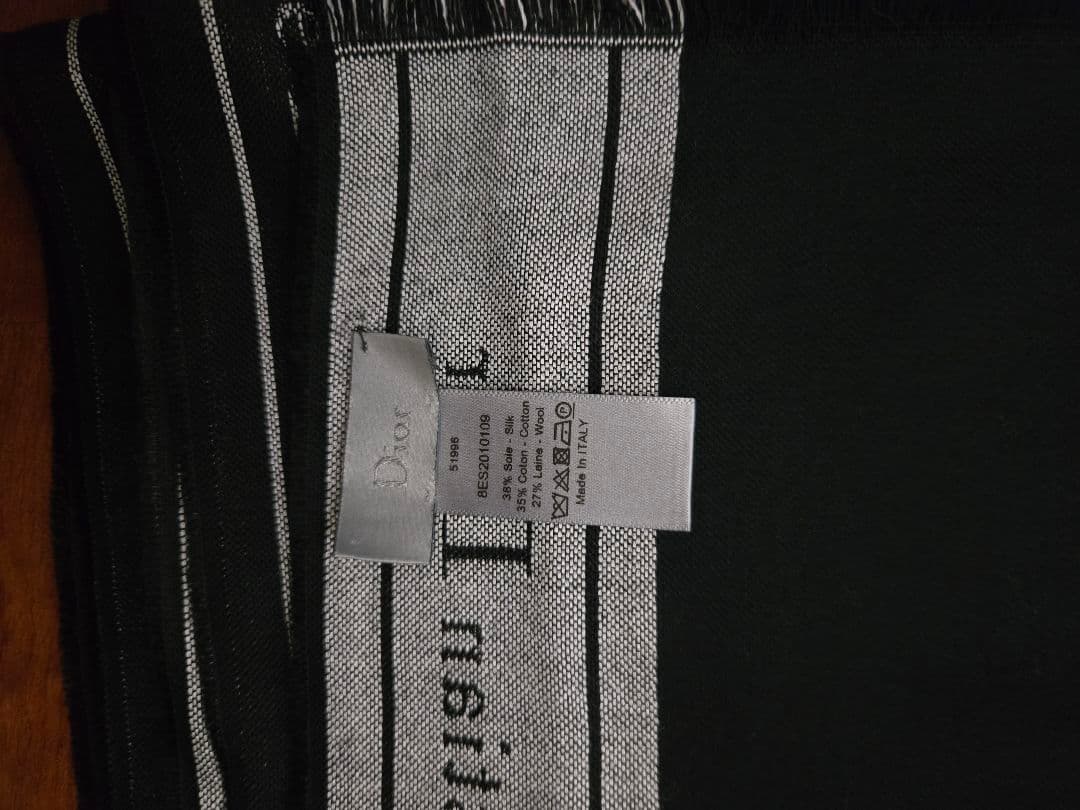 Dior
51996
8ES2010109
38% Soie - Silk
35% Coton - Cotton
27% Laine - Wool
P
Made in ITALY